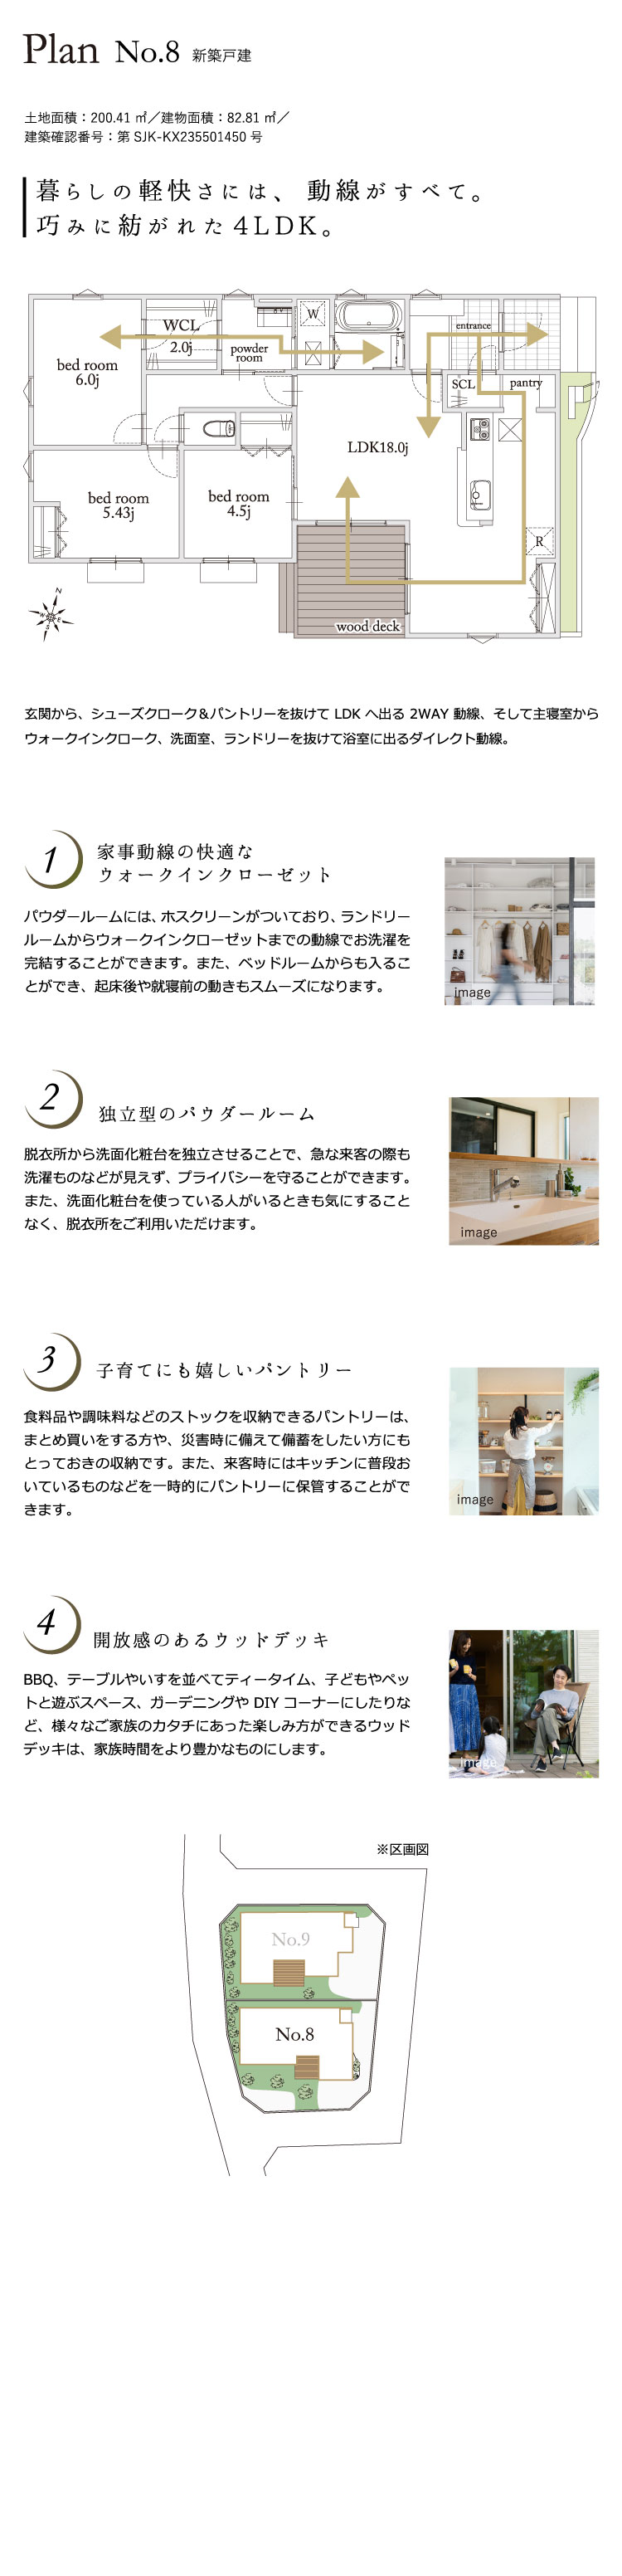 Plan No.8 新築戸建
土地面積：200.41 ㎡／建物面積：82.81 ㎡／
建築確認番号：第 SJK-KX235501450 号
暮らしの軽快さには、動線がすべて。
巧みに紡がれた4LDK。
WCL
2.0j
powder
room
W
entrance
bed room
6.0j
SCL
pantry
LDK18.0j
bed room
5.43j
bed room
4.5j
R
wood deck
N
W
E
S
玄関から、シューズクローク＆パントリーを抜けて LDK へ出る 2WAY 動線、そして主寝室から
ウォークインクローク、洗面室、ランドリーを抜けて浴室に出るダイレクト動線。
1
家事動線の快適な
ウォークインクローゼット
パウダールームには、ホスクリーンがついており、ランドリー
ルームからウォークインクローゼットまでの動線でお洗濯を
完結することができます。また、ベッドルームからも入るこ
とができ、起床後や就寝前の動きもスムーズになります。
image
2
独立型のパウダールーム
脱衣所から洗面化粧台を独立させることで、急な来客の際も
洗濯ものなどが見えず、プライバシーを守ることができます。
また、洗面化粧台を使っている人がいるときも気にすること
なく、脱衣所をご利用いただけます。
image
3
子育てにも嬉しいパントリー
食料品や調味料などのストックを収納できるパントリーは、
まとめ買いをする方や、災害時に備えて備蓄をしたい方にも
とっておきの収納です。また、来客時にはキッチンに普段お
いているものなどを一時的にパントリーに保管することがで
きます。
image
4
開放感のあるウッドデッキ
BBQ、テーブルやいすを並べてティータイム、子どもやペッ
トと遊ぶスペース、ガーデニングや DIY コーナーにしたりな
ど、様々なご家族のカタチにあった楽しみ方ができるウッド
デッキは、家族時間をより豊かなものにします。
image
※区画図
No.9
No.8